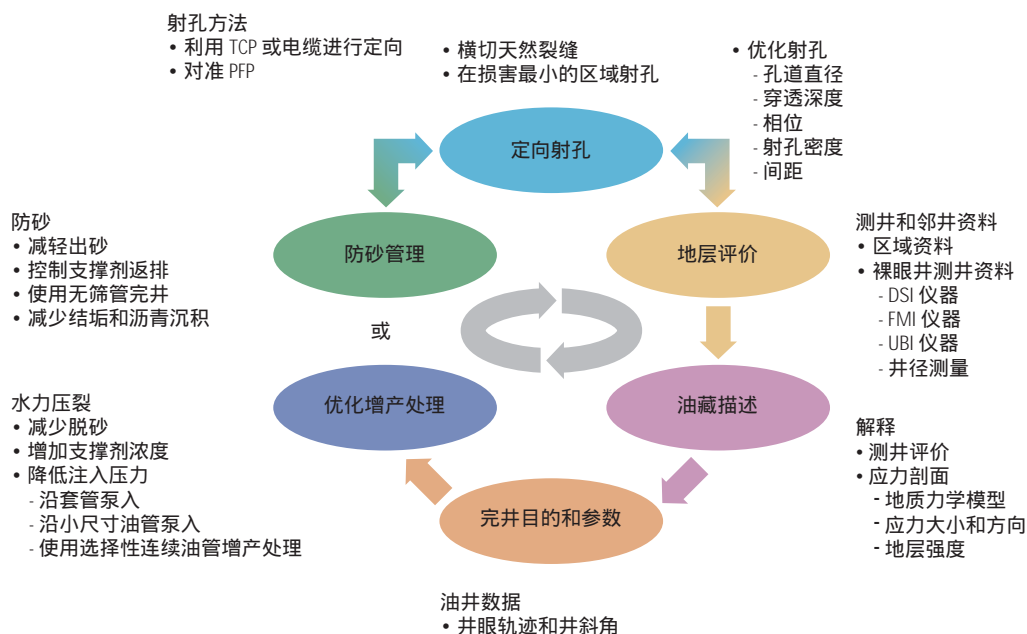 射孔方法
• 利用 TCP 或电缆进行定向
• 对准 PFP
• 横切天然裂缝
• 在损害最小的区域射孔
• 优化射孔
- 孔道直径
- 穿透深度
- 相位
- 射孔密度
- 间距
定向射孔
防砂
• 减轻出砂
• 控制支撑剂返排
• 使用无筛管完井
• 减少结垢和沥青沉积
防砂管理
地层评价
测井和邻井资料
• 区域资料
• 裸眼井测井资料
- DSI 仪器
- FMI 仪器
- UBI 仪器
- 井径测量
或
水力压裂
• 减少脱砂
• 增加支撑剂浓度
• 降低注入压力
- 沿套管泵入
- 沿小尺寸油管泵入
- 使用选择性连续油管增产处理
优化增产处理
油藏描述
解释
• 测井评价
• 应力剖面
- 地质力学模型
- 应力大小和方向
- 地层强度
完井目的和参数
油井数据
• 井眼轨迹和井斜角